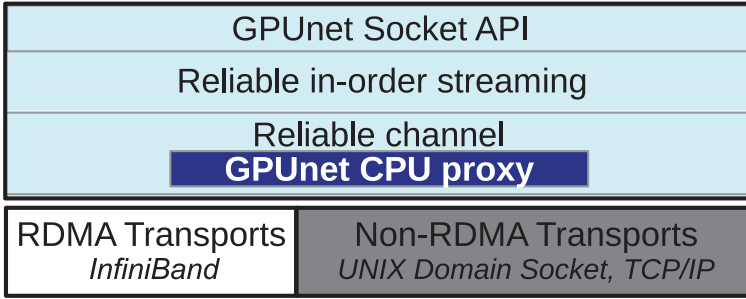 GPUnet Socket API
Reliable in-order streaming
Reliable channel
GPUnet CPU proxy
RDMA Transports
InfiniBand
Non-RDMA Transports
UNIX Domain Socket, TCP/IP